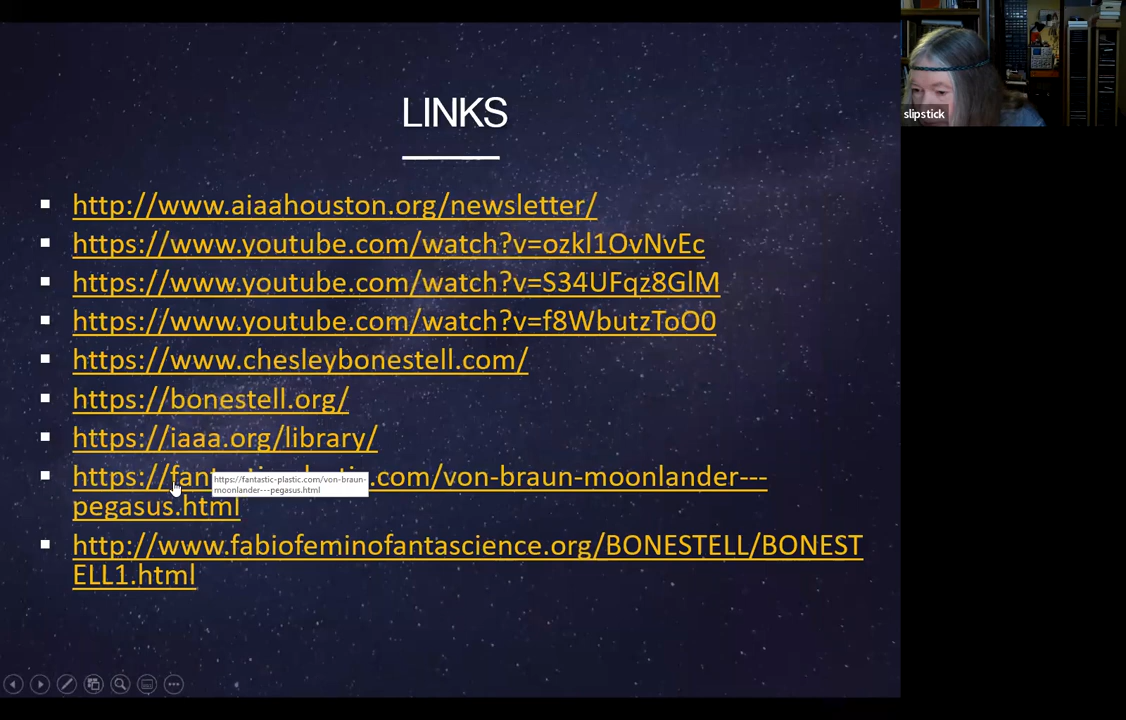 LINKS
http://www.aiaahouston.org/newsletter/
https://www.youtube.com/watch?v=ozkl1OvNvEc
https://www.youtube.com/watch?v=S34UFqz8GlM
https://www.youtube.com/watch?v=f8WbutzToO0
https://www.chesleybonestell.com/
https://bonestell.org/
https://iaaa.org/library/
https://fantastic-plastic.com/von-braun-moonlander---
pegasus.html
https://fantastic-plastic.com/von-braun-
moonlander---pegasus.html
http://www.fabiofeminofantascience.org/BONESTELL/BONEST
ELL1.html
slipstick